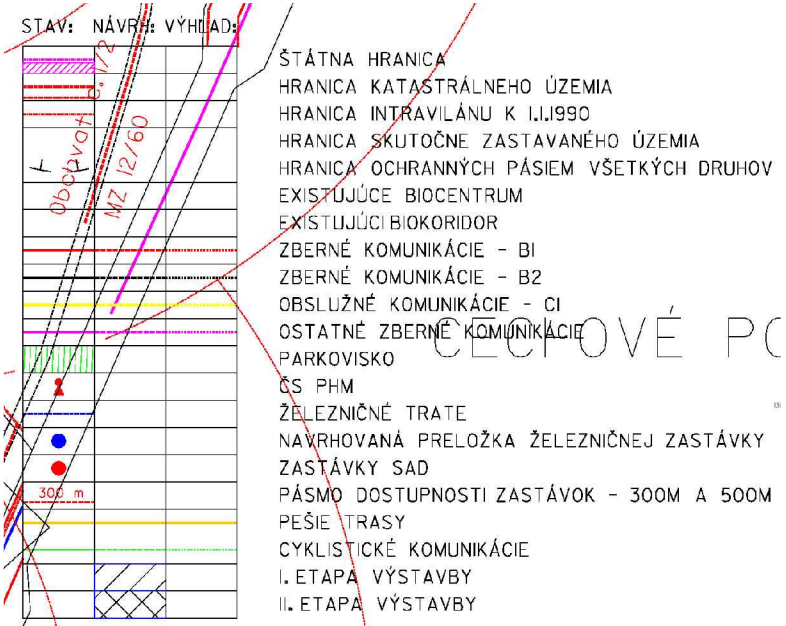 STAV: NÁVRH: VÝHĽAD:
ŠTÁTNA HRANICA
HRANICA KATASTRÁLNEHO ÚZEMIA
HRANICA INTRAVILÁNU K 1.1.1990
HRANICA SKUTOČNE ZASTAVANÉHO ÚZEMIA
HRANICA OCHRANNÝCH PÁSIEM VŠETKÝCH DRUHOV
EXISTUJÚCE BIOCENTRUM
EXISTUJÚCI BIOKORIDOR
ZBERNÉ KOMUNIKÁCIE - B1
ZBERNÉ KOMUNIKÁCIE - B2
OBSLUŽNÉ KOMUNIKÁCIE - C1
OSTATNÉ ZBERNÉ KOMUNIKÁCIE
PARKOVISKO
ČS PHM
ŽELEZNIČNÉ TRATE
NAVRHOVANÁ PRELOŽKA ŽELEZNIČNEJ ZASTÁVKY
ZASTÁVKY SAD
300 m
PÁSMO DOSTUPNOSTI ZASTÁVOK - 300M A 500M
PEŠIE TRASY
CYKLISTICKÉ KOMUNIKÁCIE
I. ETAPA VÝSTAVBY
II. ETAPA VÝSTAVBY
Obchvat č. 1/2
MZ 12/60